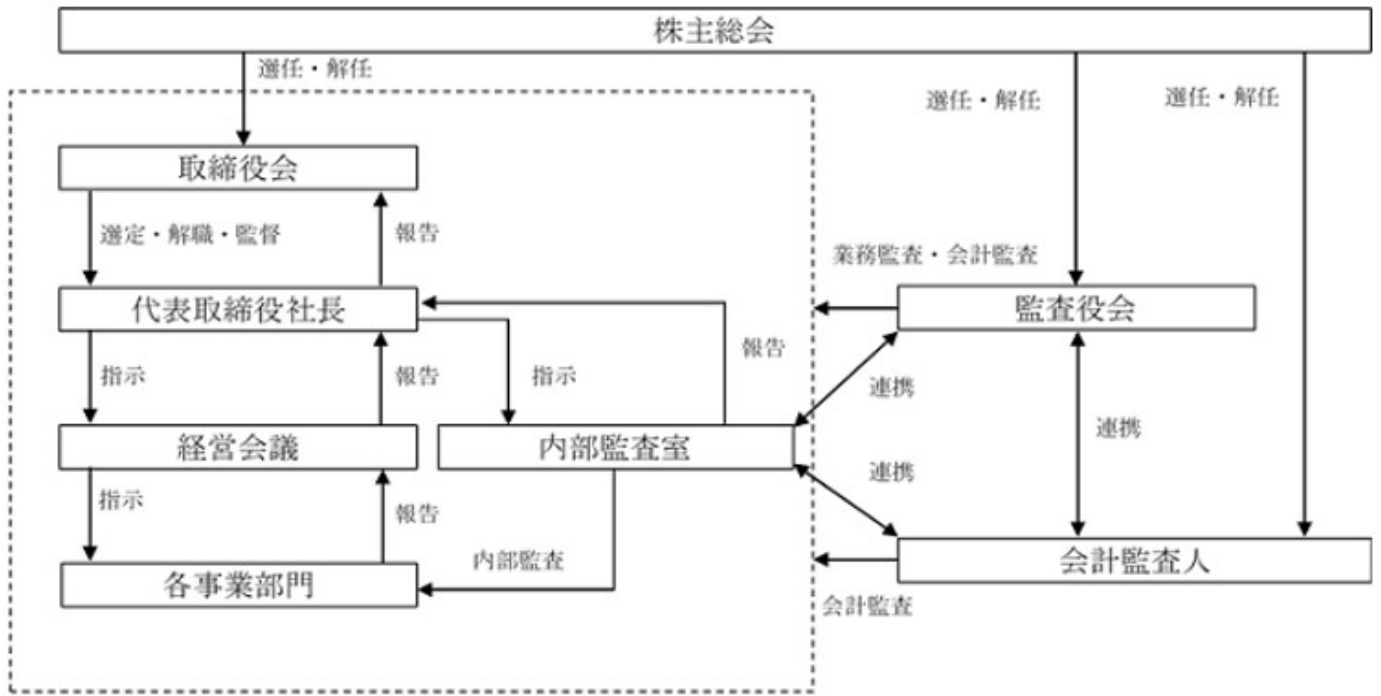 株主総会
選任・解任
選任・解任
選任・解任
取締役会
選定・解職・監督
報告
業務監査・会計監査
代表取締役社長
監査役会
指示
報告
指示
報告
連携
経営会議
内部監査室
連携
連携
指示
報告
内部監査
各事業部門
会計監査人
会計監査